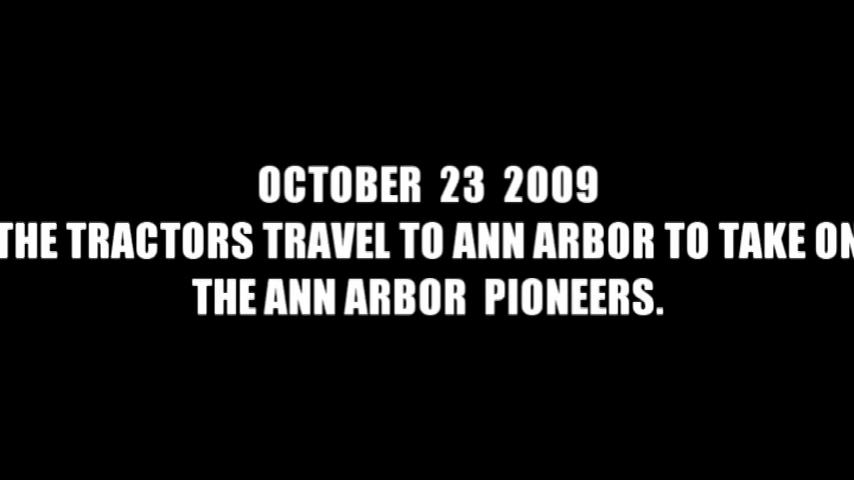 OCTOBER 23 2009
THE TRACTORS TRAVEL TO ANN ARBOR TO TAKE ON
THE ANN ARBOR PIONEERS.